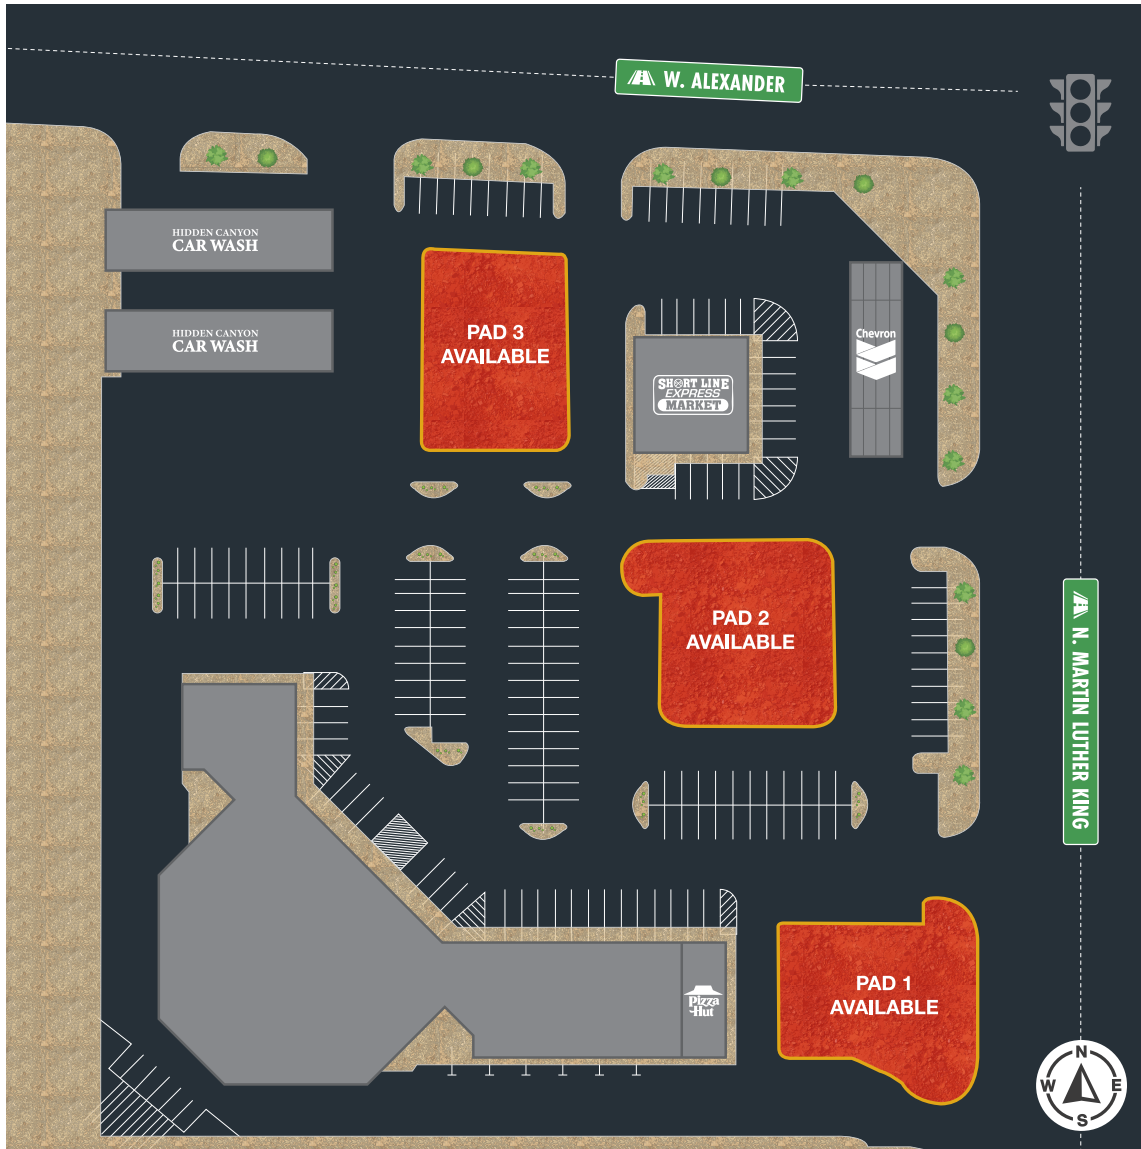 W. ALEXANDER
HIDDEN CANYON
CAR WASH
HIDDEN CANYON
CAR WASH
PAD 3
AVAILABLE
SHORT LINE
EXPRESS
MARKET
Chevron
PAD 2
AVAILABLE
N. MARTIN LUTHER KING
PAD 1
AVAILABLE
Pizza
Hut
N
W E
S